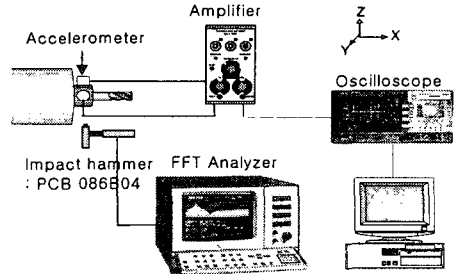 Amplifier
Accelerometer
Z
X
Y
Oscilloscope
Impact hammer
: PCB 086B04
FFT Analyzer